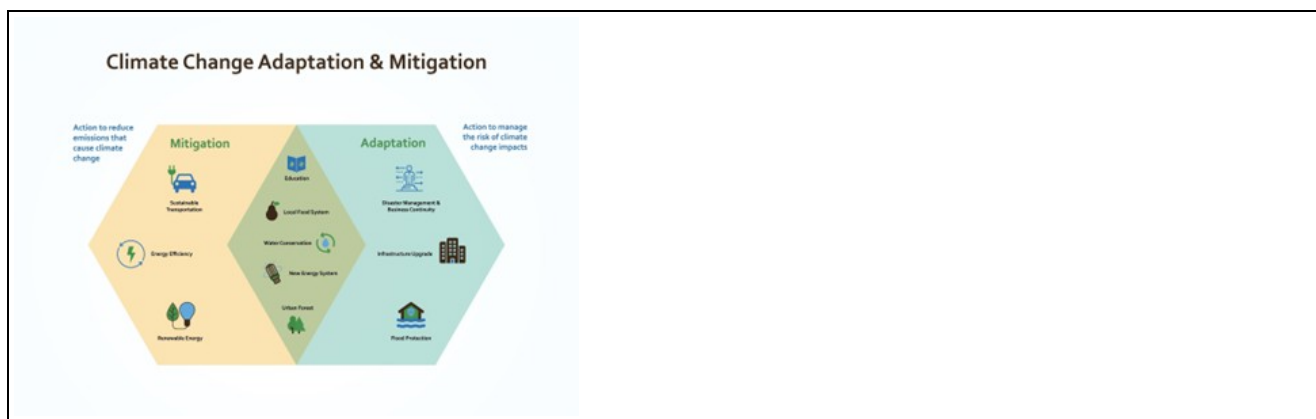 Climate Change Adaptation & Mitigation
Action to reduce
emissions that
cause climate
change
Mitigation
Sustainable
Transportation
Energy Efficiency
Renewable Energy
Education
Local Food System
Water Conservation
New Energy System
Urban Forest
Adaptation
Action to manage
the risk of climate
change impacts
Disaster Management &
Business Continuity
Infrastructure Upgrade
Flood Protection